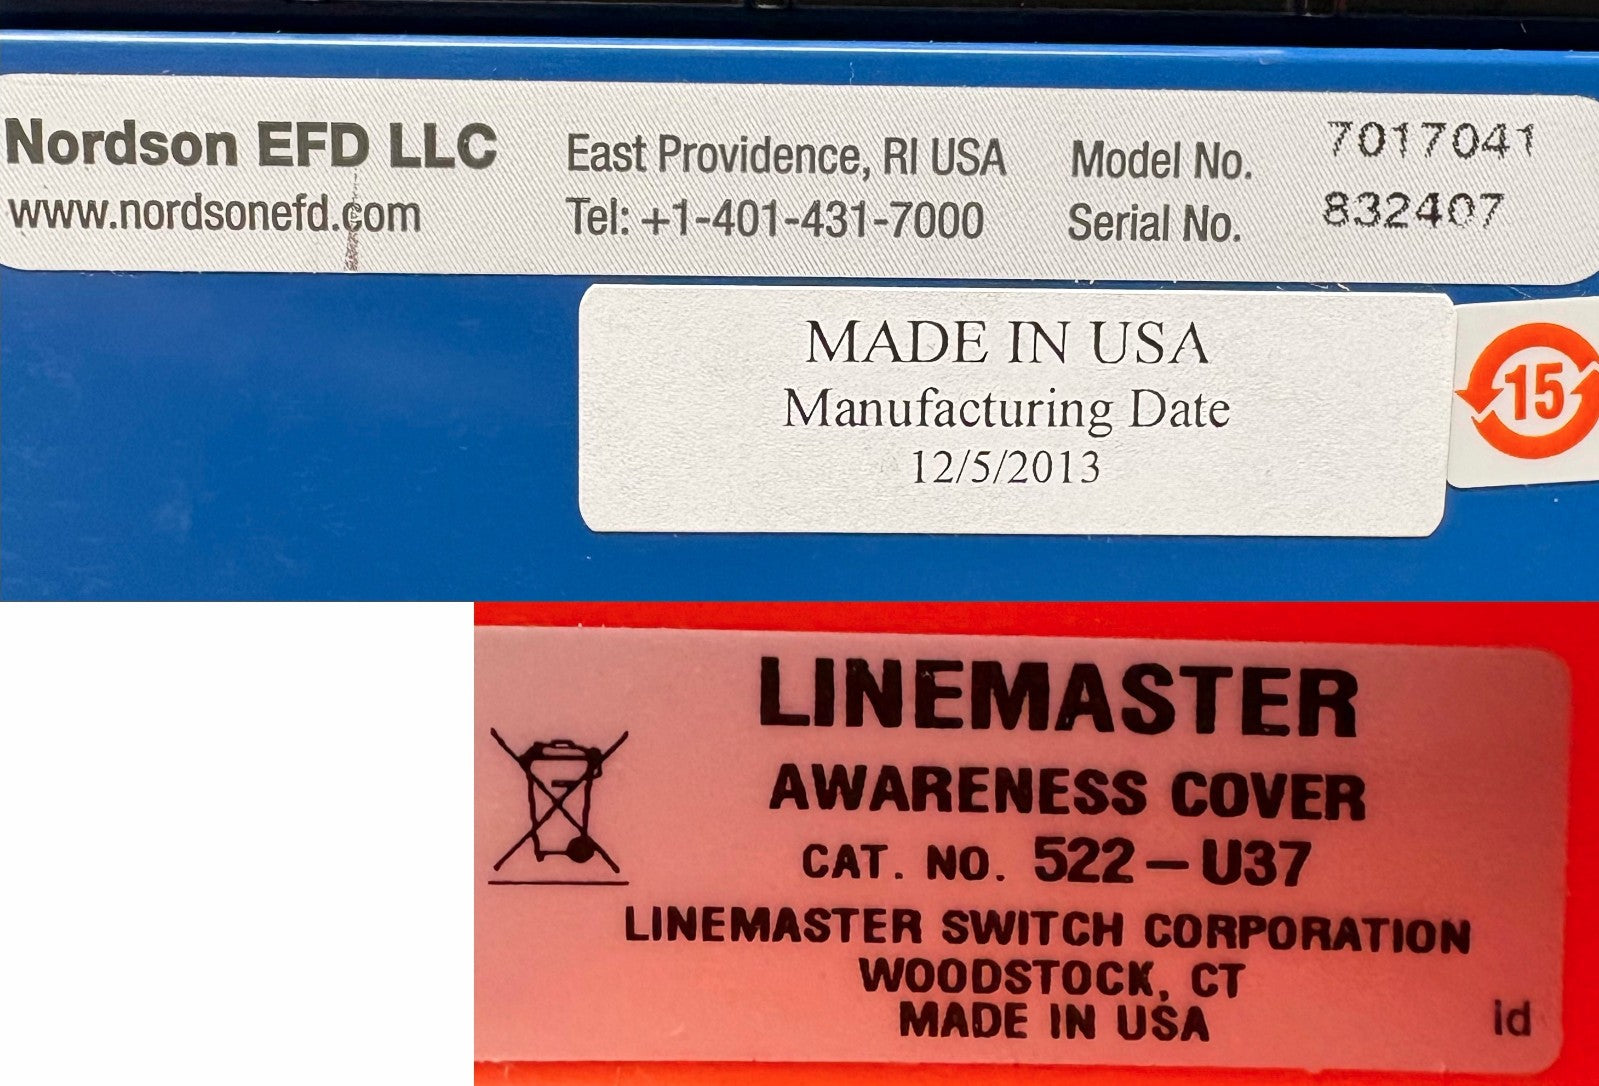 Nordson EFD LLC
www.nordsonefd.com
East Providence, RI USA
Tel: +1-401-431-7000
Model No. 7017041
Serial No. 832407
MADE IN USA
Manufacturing Date
12/5/2013
15
LINEMASTER
AWARENESS COVER
CAT. NO. 522-U37
LINEMASTER SWITCH CORPORATION
WOODSTOCK, CT
MADE IN USA
id